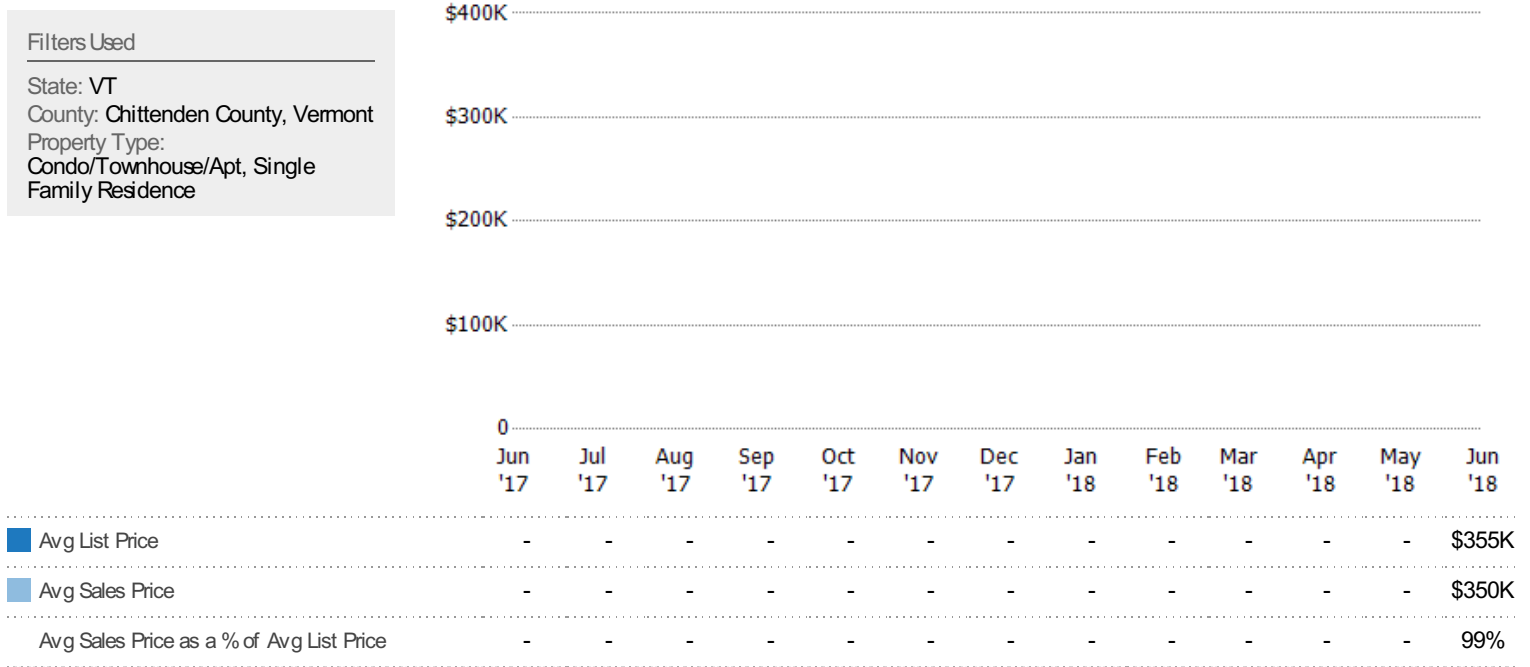 Filters Used
State: VT
County: Chittenden County, Vermont
Property Type:
Condo/Townhouse/Apt, Single
Family Residence
$400K
$300K
$200K
$100K
0
Jun Jul Aug Sep Oct Nov Dec Jan Feb Mar Apr May Jun
'17 '17 '17 '17 '17 '17 '17 '18 '18 '18 '18 '18 '18
Avg List Price - - - - - - - - - - - - $355K
Avg Sales Price - - - - - - - - - - - - $350K
Avg Sales Price as a % of Avg List Price - - - - - - - - - - - - 99%